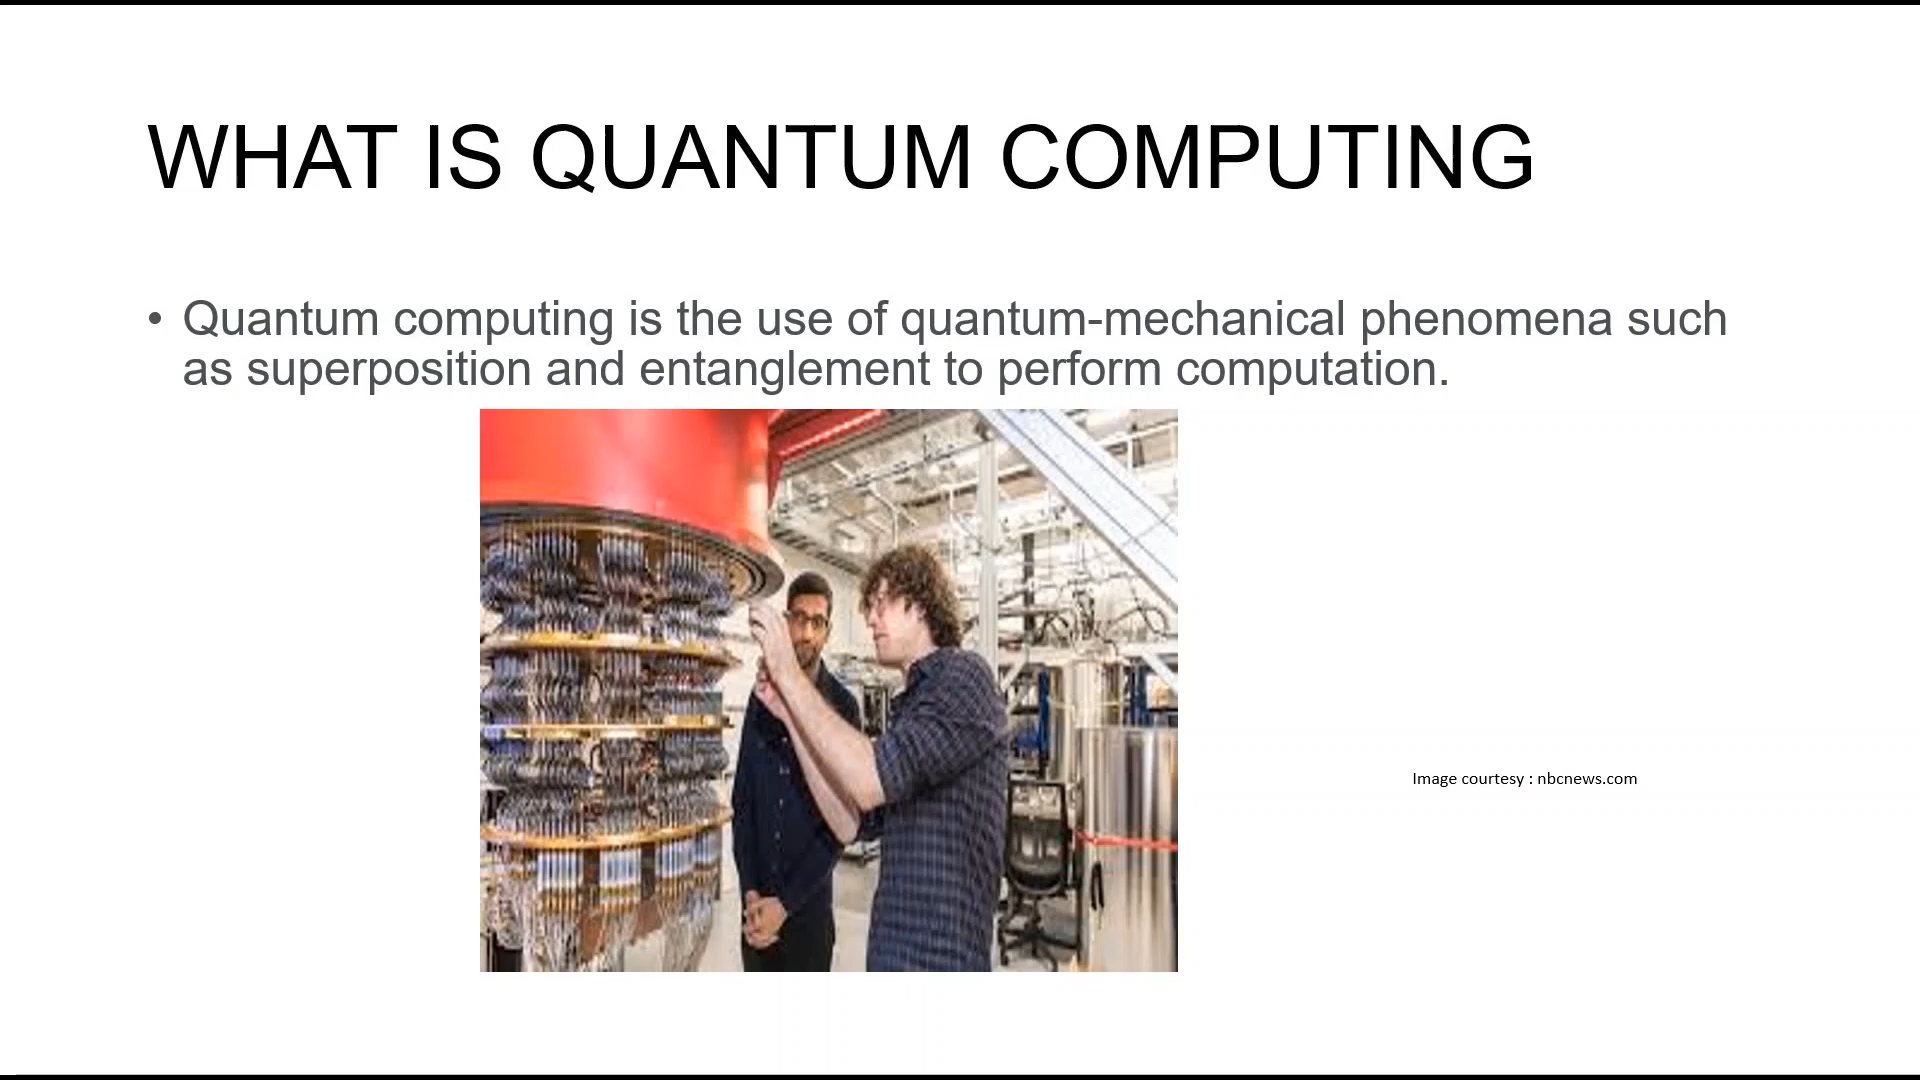 WHAT IS QUANTUM COMPUTING
• Quantum computing is the use of quantum-mechanical phenomena such
as superposition and entanglement to perform computation.
Image courtesy : nbcnews.com